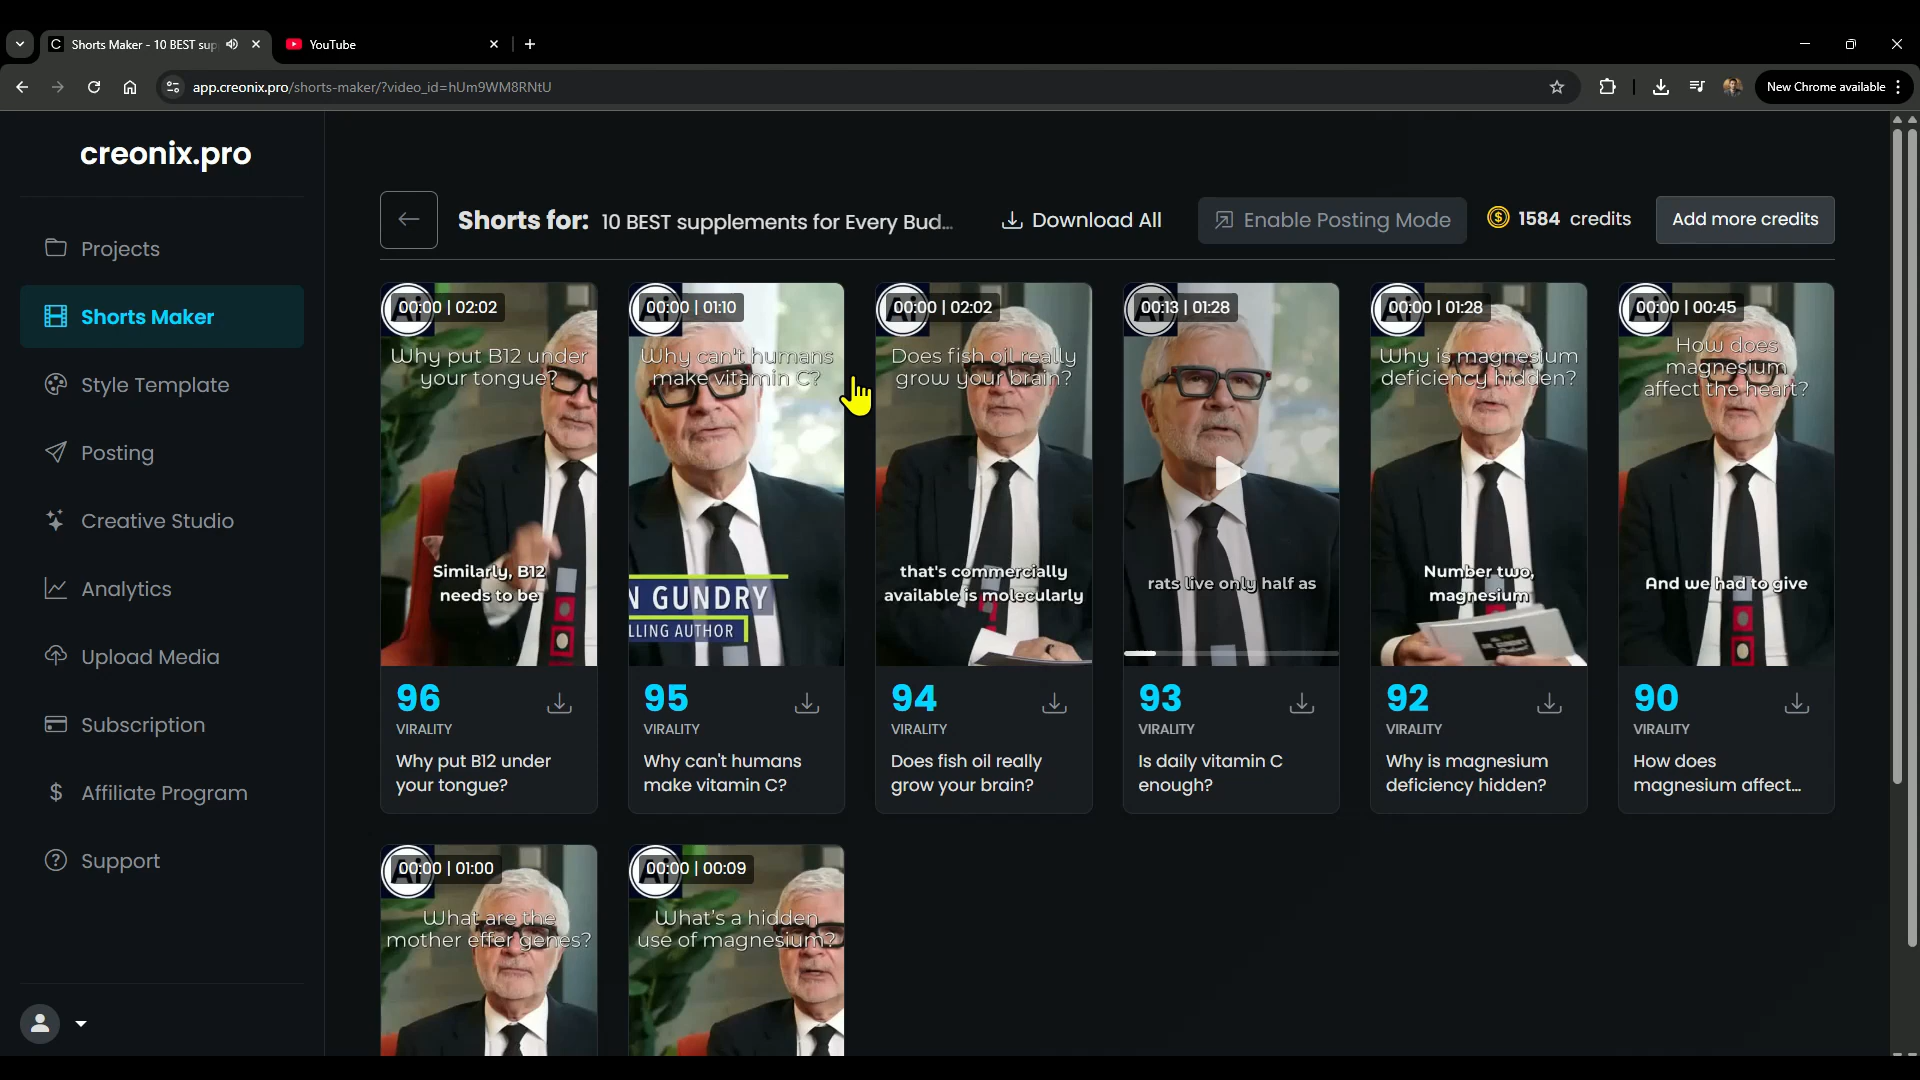 Shorts Maker - 10 BEST sup
YouTube
app.creonix.pro/shorts-maker/?video_id=hUm9WM8RNtU
New Chrome available
creonix.pro
Projects
Shorts Maker
Style Template
Posting
Creative Studio
Analytics
Upload Media
Subscription
$ Affiliate Program
Support
Shorts for: 10 BEST supplements for Every Bud...
Download All
Enable Posting Mode
1584 credits
Add more credits
00:00 | 02:02
Why put B12 under
your tongue?
Similarly, B12
needs to be
96
VIRALITY
Why put B12 under
your tongue?
00:00 | 01:10
Why can't humans
make vitamin C?
N GUNDRY
LLING AUTHOR
95
VIRALITY
Why can't humans
make vitamin C?
00:00 | 02:02
Does fish oil really
grow your brain?
that's commercially
available is molecularly
94
VIRALITY
Does fish oil really
grow your brain?
00:13 | 01:28
rats live only half as
93
VIRALITY
Is daily vitamin C
enough?
00:00 | 01:28
Why is magnesium
deficiency hidden?
Number two,
magnesium
92
VIRALITY
Why is magnesium
deficiency hidden?
00:00 | 00:45
How does
magnesium
affect the heart?
And we had to give
90
VIRALITY
How does
magnesium affect...
00:00 | 01:00
What are the
mother effer genes?
00:00 | 00:09
What's a hidden
use of magnesium?